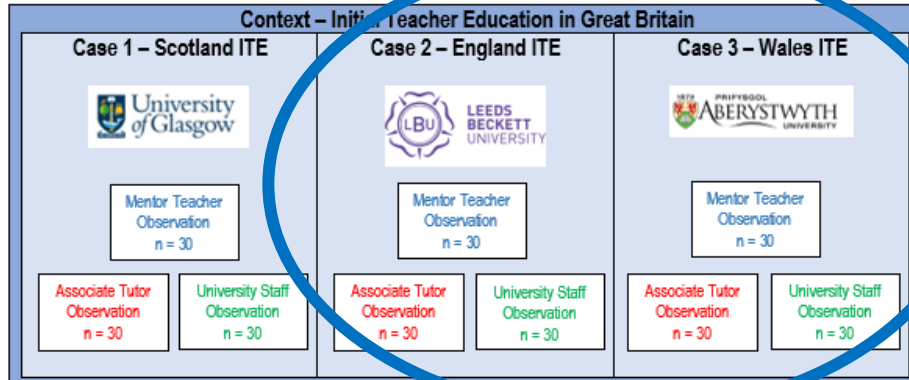 Context – Initial Teacher Education in Great Britain
Case 1 – Scotland ITE
University
of Glasgow
Mentor Teacher
Observation
n = 30
Associate Tutor
Observation
n = 30
University Staff
Observation
n = 30
Case 2 – England ITE
LBU
LEEDS
BECKETT
UNIVERSITY
Mentor Teacher
Observation
n = 30
Associate Tutor
Observation
n = 30
University Staff
Observation
n = 30
Case 3 – Wales ITE
1872
PRIFYSGOL
ABERYSTWYTH
UNIVERSITY
Mentor Teacher
Observation
n = 30
Associate Tutor
Observation
n = 30
University Staff
Observation
n = 30